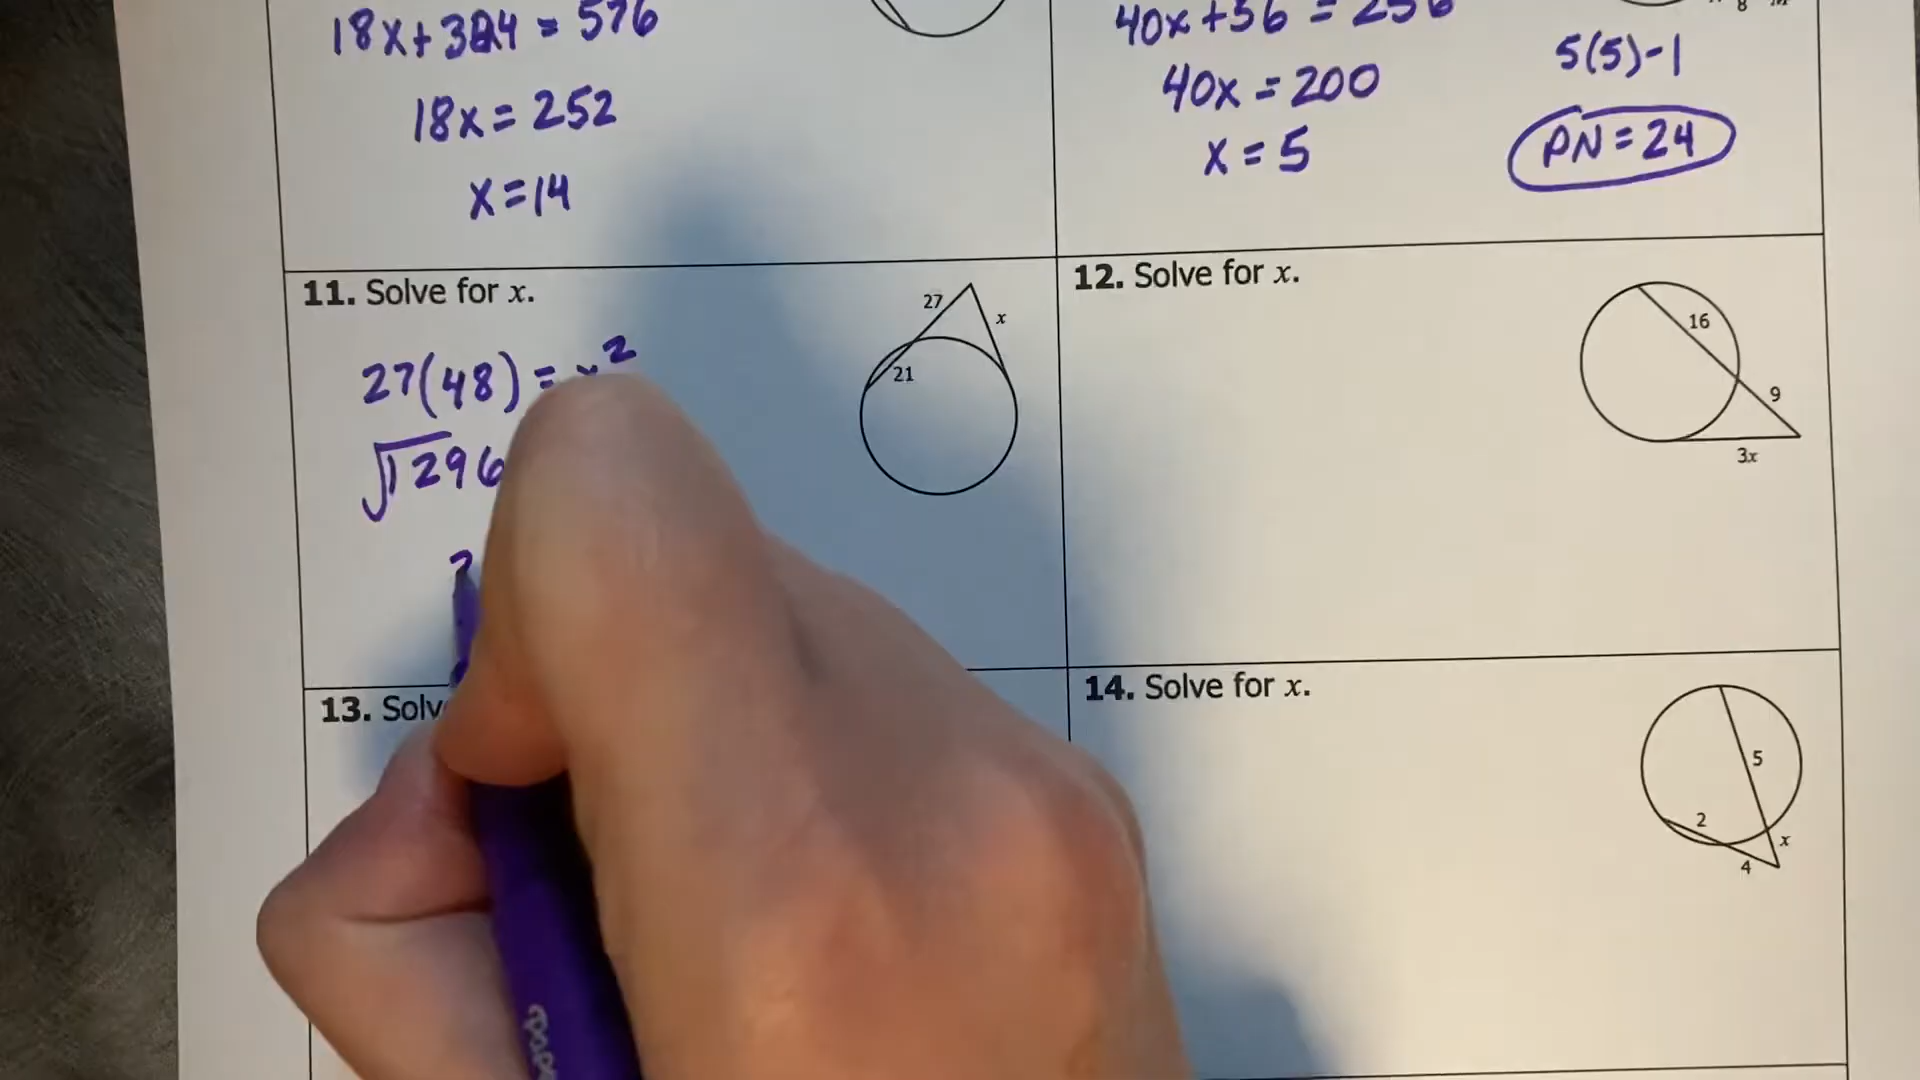 18x+324 = 576
18x = 252
x = 14
40x+56 = 256
40x = 200
x = 5
8
5(5)-1
PN = 24
11. Solve for x.
27(48) = x²
√1296
27
x
21
12. Solve for x.
16
9
3x
13. Solv
14. Solve for x.
5
2
x
4